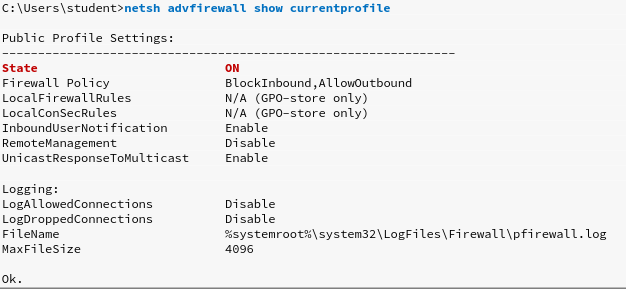 C:\Users\student>netsh advfirewall show currentprofile
Public Profile Settings:
----------------------------------------------------------------------
State                                 ON
Firewall Policy                       BlockInbound,AllowOutbound
LocalFirewallRules                    N/A (GPO-store only)
LocalConSecRules                      N/A (GPO-store only)
InboundUserNotification               Enable
RemoteManagement                      Disable
UnicastResponseToMulticast            Enable
Logging:
LogAllowedConnections                 Disable
LogDroppedConnections                 Disable
FileName                              %systemroot%\system32\LogFiles\Firewall\pfirewall.log
MaxFileSize                           4096
Ok.